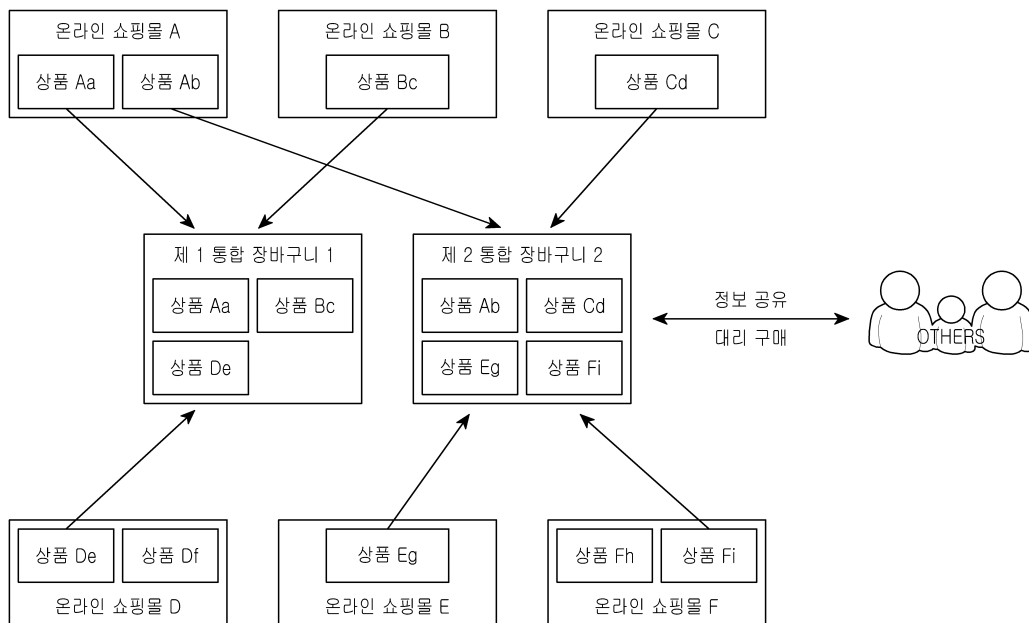 온라인 쇼핑몰 A
상품 Aa
상품 Ab
온라인 쇼핑몰 B
상품 Bc
온라인 쇼핑몰 C
상품 Cd
제 1 통합 장바구니 1
상품 Aa
상품 Bc
상품 De
제 2 통합 장바구니 2
상품 Ab
상품 Cd
상품 Eg
상품 Fi
정보 공유
대리 구매
OTHERS
상품 De
상품 Df
온라인 쇼핑몰 D
상품 Eg
온라인 쇼핑몰 E
상품 Fh
상품 Fi
온라인 쇼핑몰 F